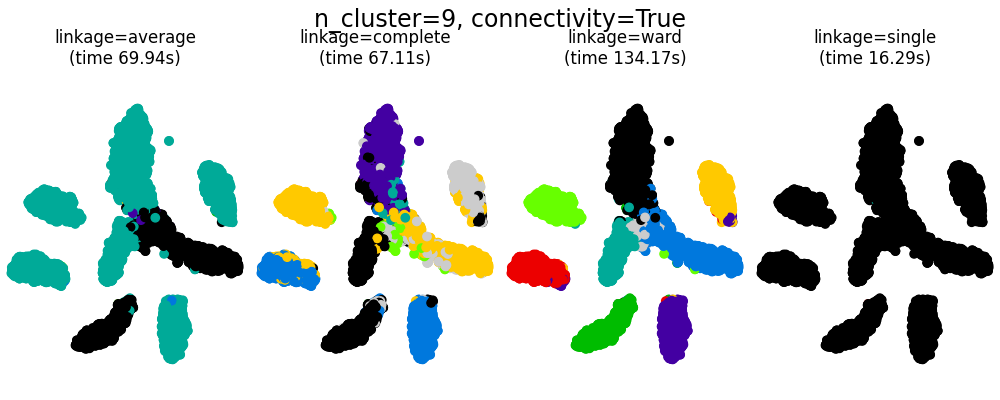 n_cluster=9, connectivity=True
linkage=average
(time 69.94s)
linkage=complete
(time 67.11s)
linkage=ward
(time 134.17s)
linkage=single
(time 16.29s)